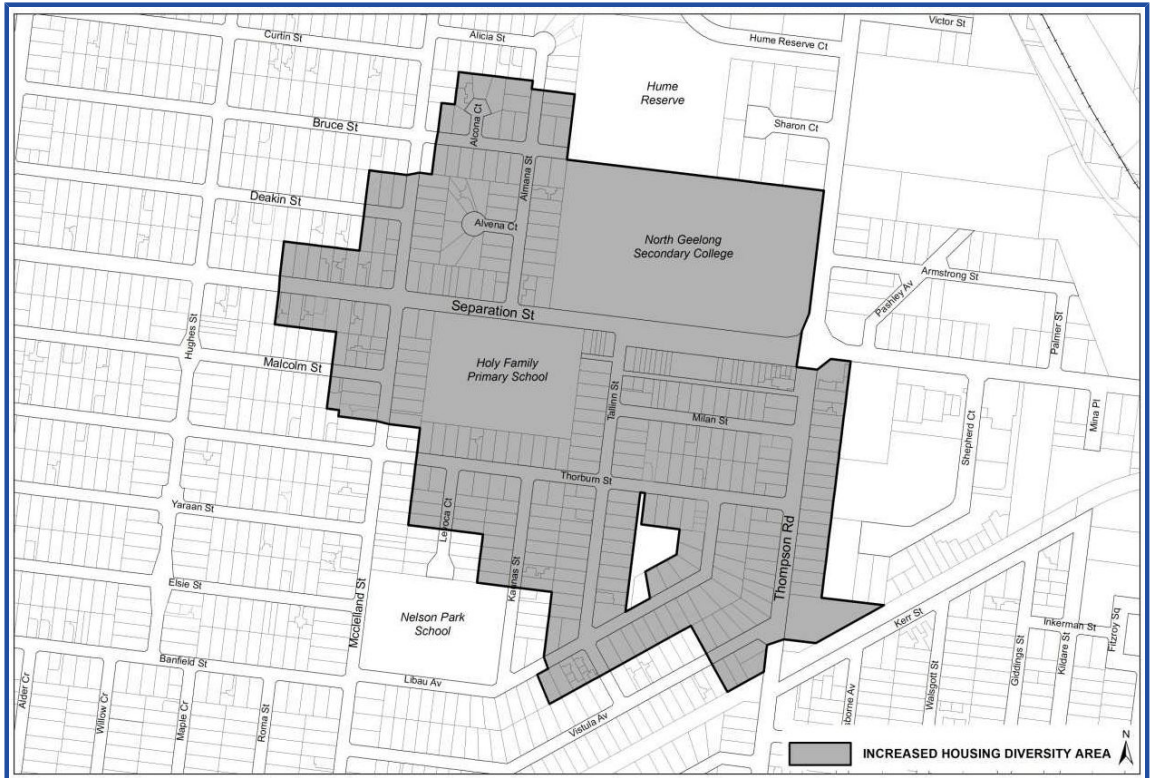 Victor St
Curtin St
Alicia St
Hume Reserve Ct
Hume
Reserve
Alcona Ct
Sharon Ct
Bruce St
Almana St
Deakin St
Alvena Ct
North Geelong
Secondary College
Armstrong St
Pashley Av
Separation St
Palmer St
Hughes St
Malcolm St
Holy Family
Primary School
Tallinn St
Milan St
Mina Pl
Shepherd Ct
Thorburn St
Yaraan St
Levoca Ct
Thompson Rd
Elsie St
Kaunas St
Mcclelland St
Nelson Park
School
Kerr St
Inkerman St
Fitzroy Sq
Giddings St
Kildare St
Banfield St
Libau Av
Walsgott St
Alder Cr
Willow Cr
Maple Cr
Roma St
Vistula Av
borne Av
INCREASED HOUSING DIVERSITY AREA
N